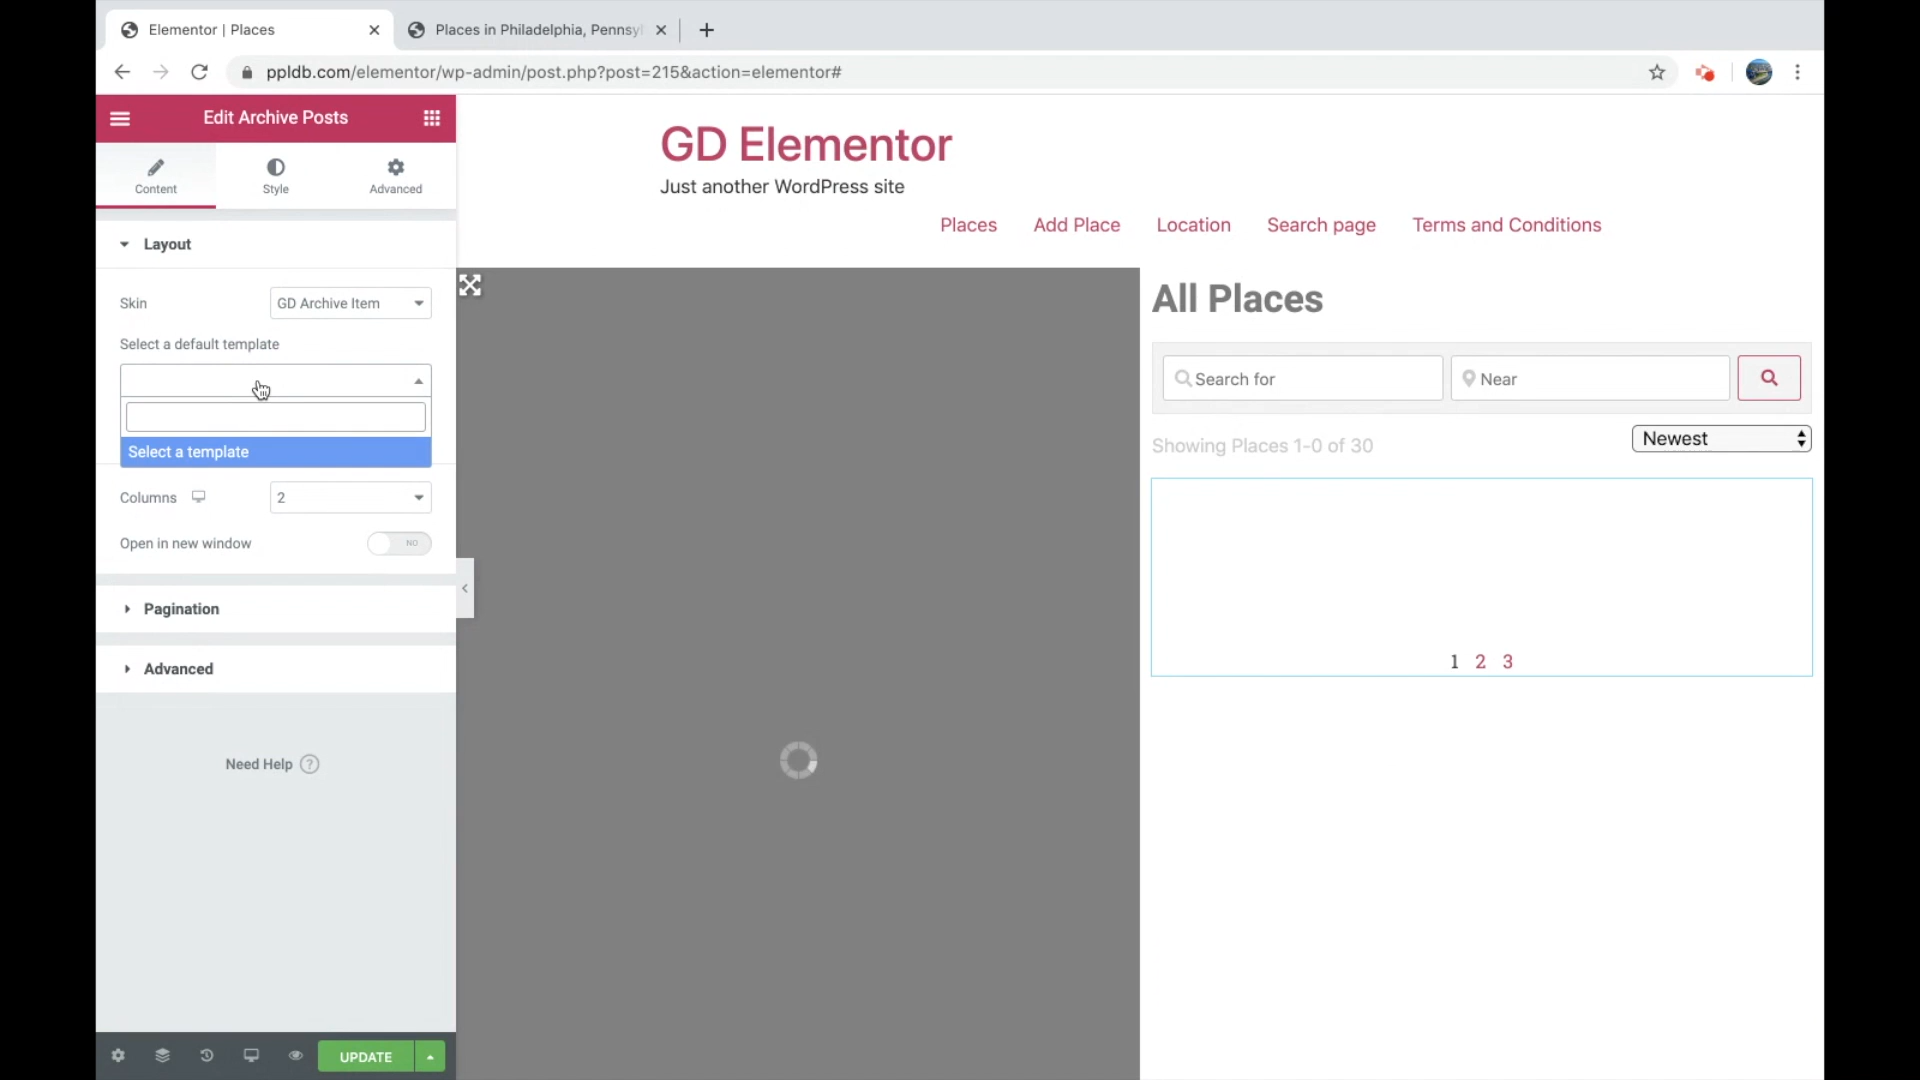 Elementor | Places
Places in Philadelphia, Pennsyl
ppldb.com/elementor/wp-admin/post.php?post=215&action=elementor#
Edit Archive Posts
Content
Style
Advanced
Layout
Skin
GD Archive Item
Select a default template
Select a template
Columns
2
Open in new window
NO
Pagination
Advanced
Need Help ?
UPDATE
GD Elementor
Just another WordPress site
Places
Add Place
Location
Search page
Terms and Conditions
All Places
Search for
Near
Showing Places 1-0 of 30
Newest
1 2 3